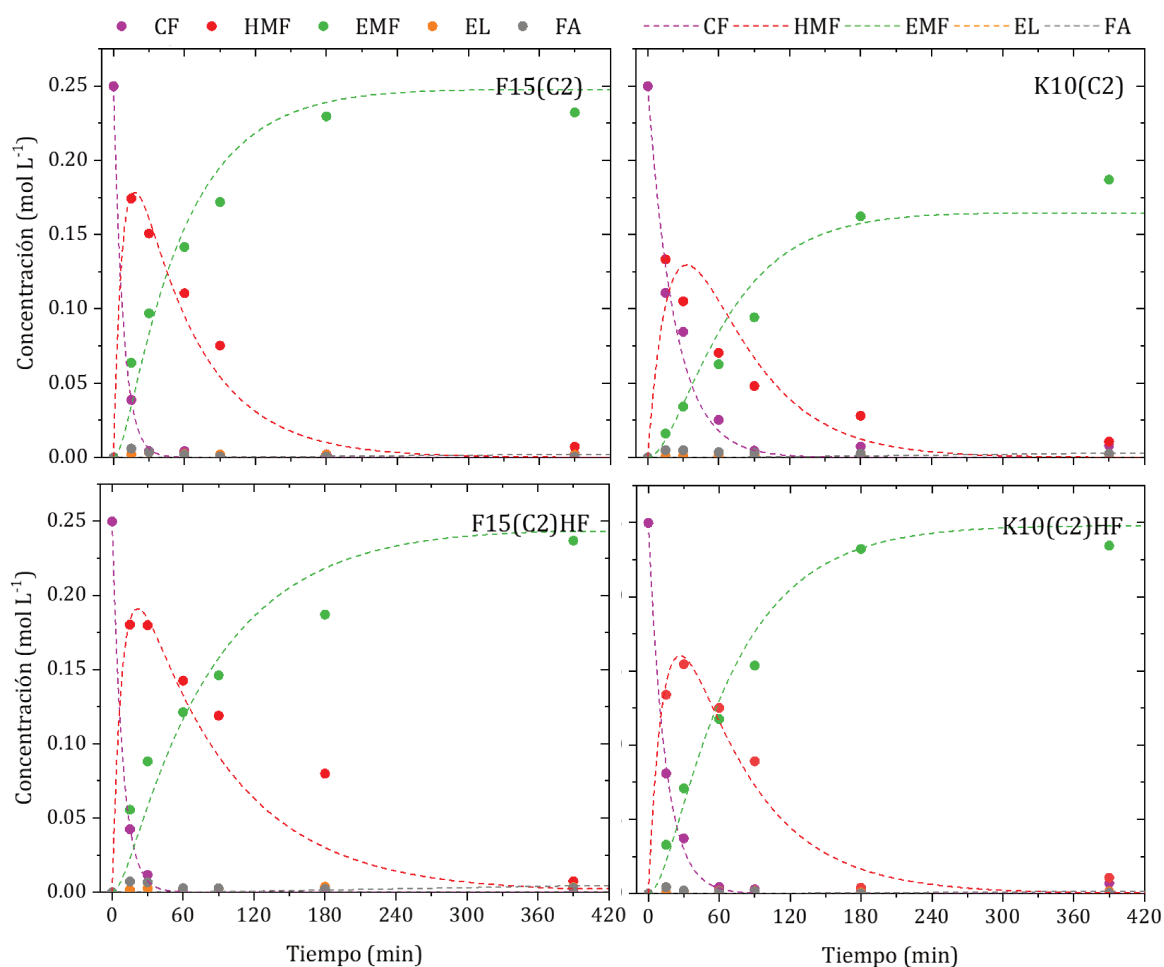 CF HMF EMF EL FA
CF HMF EMF EL FA
F15(C2)
K10(C2)
0.25
0.20
0.15
0.10
0.05
0.00
Concentración (mol L⁻¹)
F15(C2)HF
K10(C2)HF
0.25
0.20
0.15
0.10
0.05
0.00
Concentración (mol L⁻¹)
0 60 120 180 240 300 360 420
0 60 120 180 240 300 360 420
Tiempo (min)
Tiempo (min)